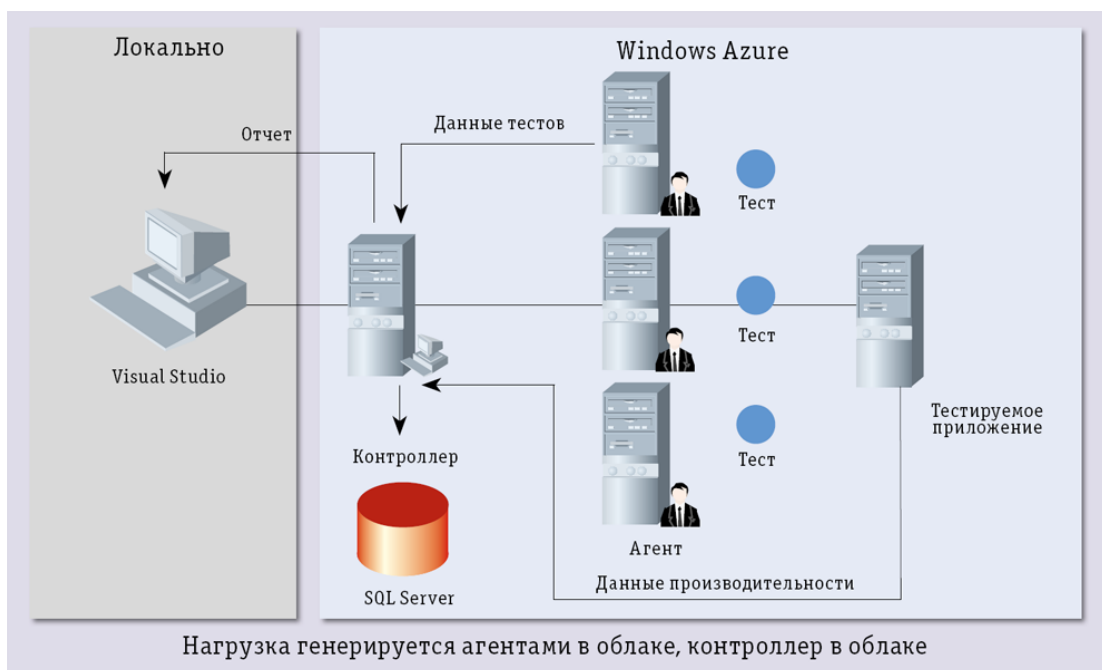 Локально
Windows Azure
Отчет
Данные тестов
Тест
Visual Studio
Тест
Тестируемое
приложение
Контроллер
Тест
Агент
Данные производительности
SQL Server
Нагрузка генерируется агентами в облаке, контроллер в облаке